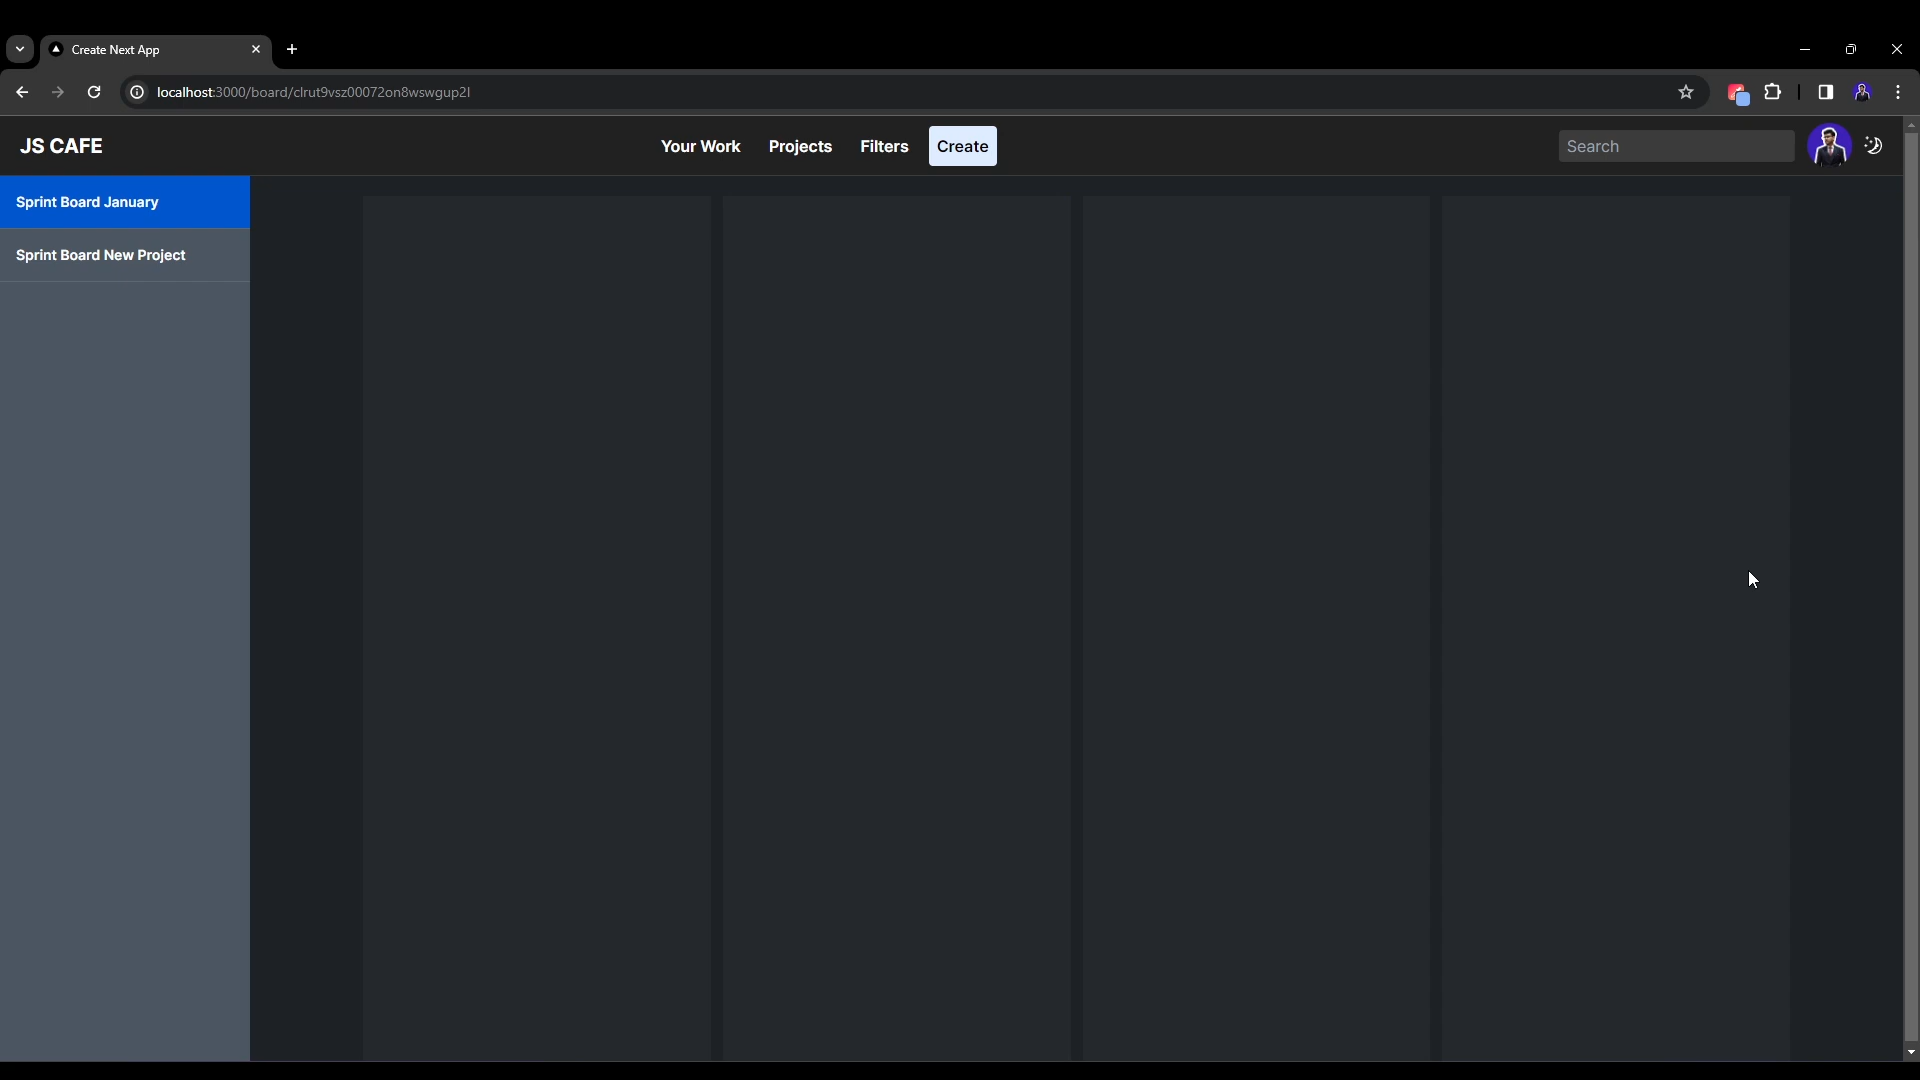 Create Next App
localhost:3000/board/clrut9vsz00072on8wswgup2l
JS CAFE
Your Work
Projects
Filters
Create
Search
Sprint Board January
Sprint Board New Project